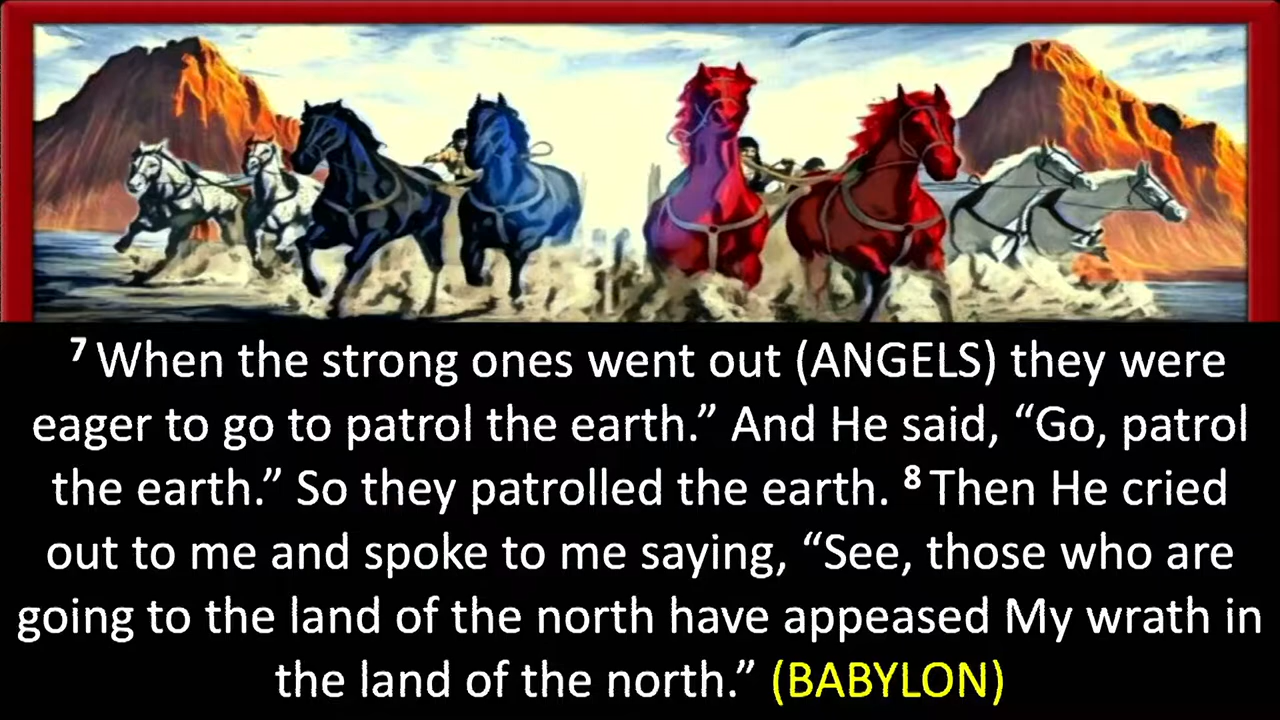 ⁷ When the strong ones went out (ANGELS) they were
eager to go to patrol the earth.” And He said, “Go, patrol
the earth.” So they patrolled the earth. ⁸ Then He cried
out to me and spoke to me saying, “See, those who are
going to the land of the north have appeased My wrath in
the land of the north.” (BABYLON)